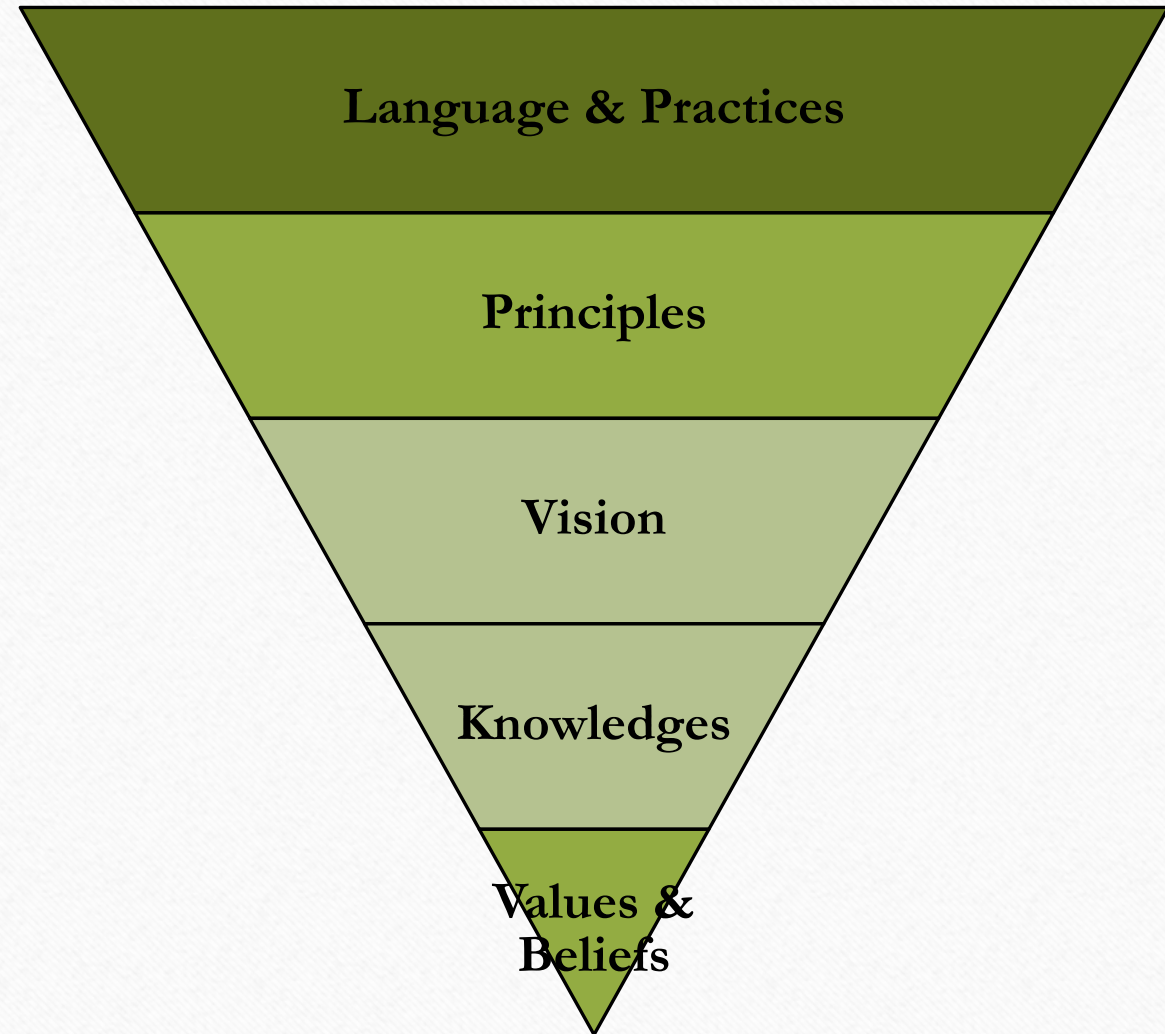 Language & Practices
Principles
Vision
Knowledges
Values &
Beliefs